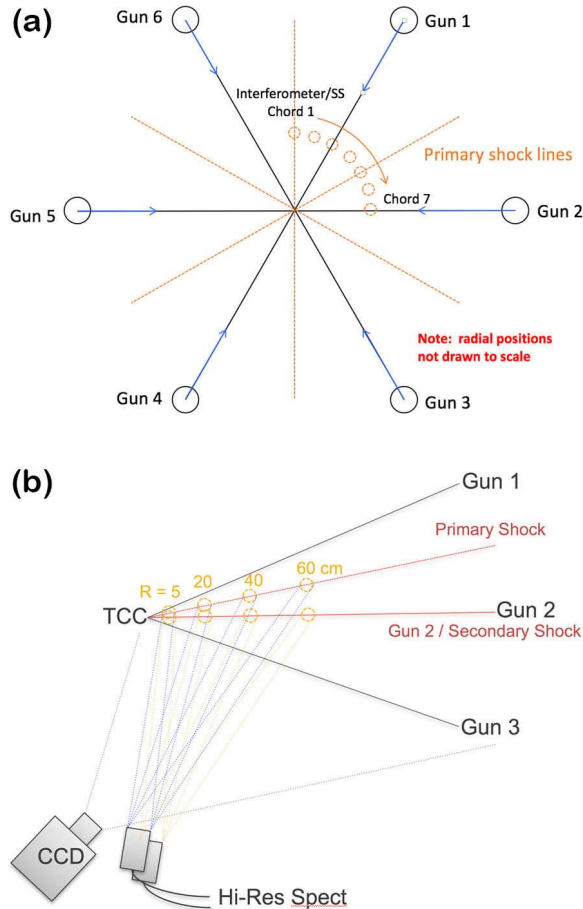 (a)
Gun 6
Gun 1
Interferometer/SS
Chord 1
Primary shock lines
Chord 7
Gun 5
Gun 2
Note: radial positions
not drawn to scale
Gun 4
Gun 3
(b)
Gun 1
Primary Shock
60 cm
40
20
R = 5
TCC
Gun 2
Gun 2 / Secondary Shock
Gun 3
CCD
Hi-Res Spect